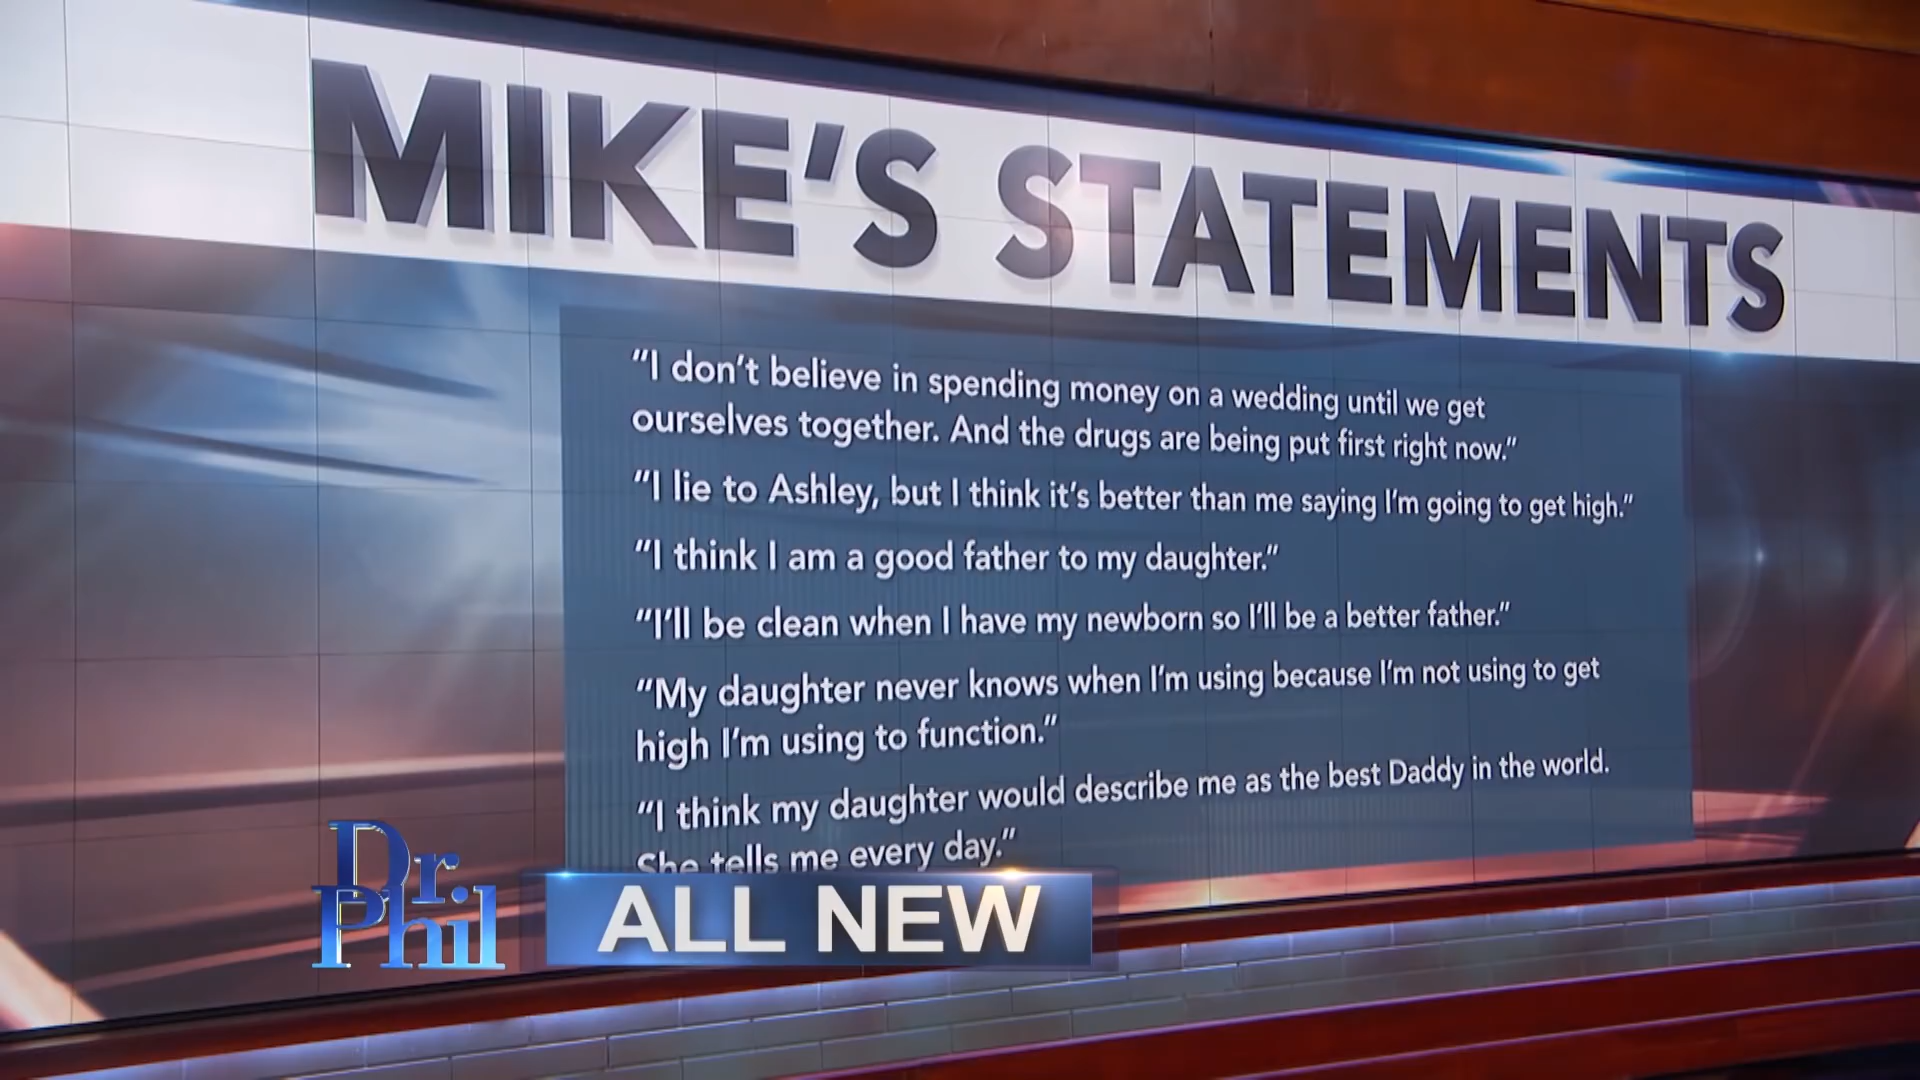 MIKE'S STATEMENTS
“I don't believe in spending money on a wedding until we get
ourselves together. And the drugs are being put first right now.”
“I lie to Ashley, but I think it's better than me saying I'm going to get high.”
“I think I am a good father to my daughter.”
“I'll be clean when I have my newborn so I'll be a better father.”
“My daughter never knows when I'm using because I'm not using to get
high I'm using to function.”
“I think my daughter would describe me as the best Daddy in the world.
She tells me every day.”
Dr.
Phil
ALL NEW